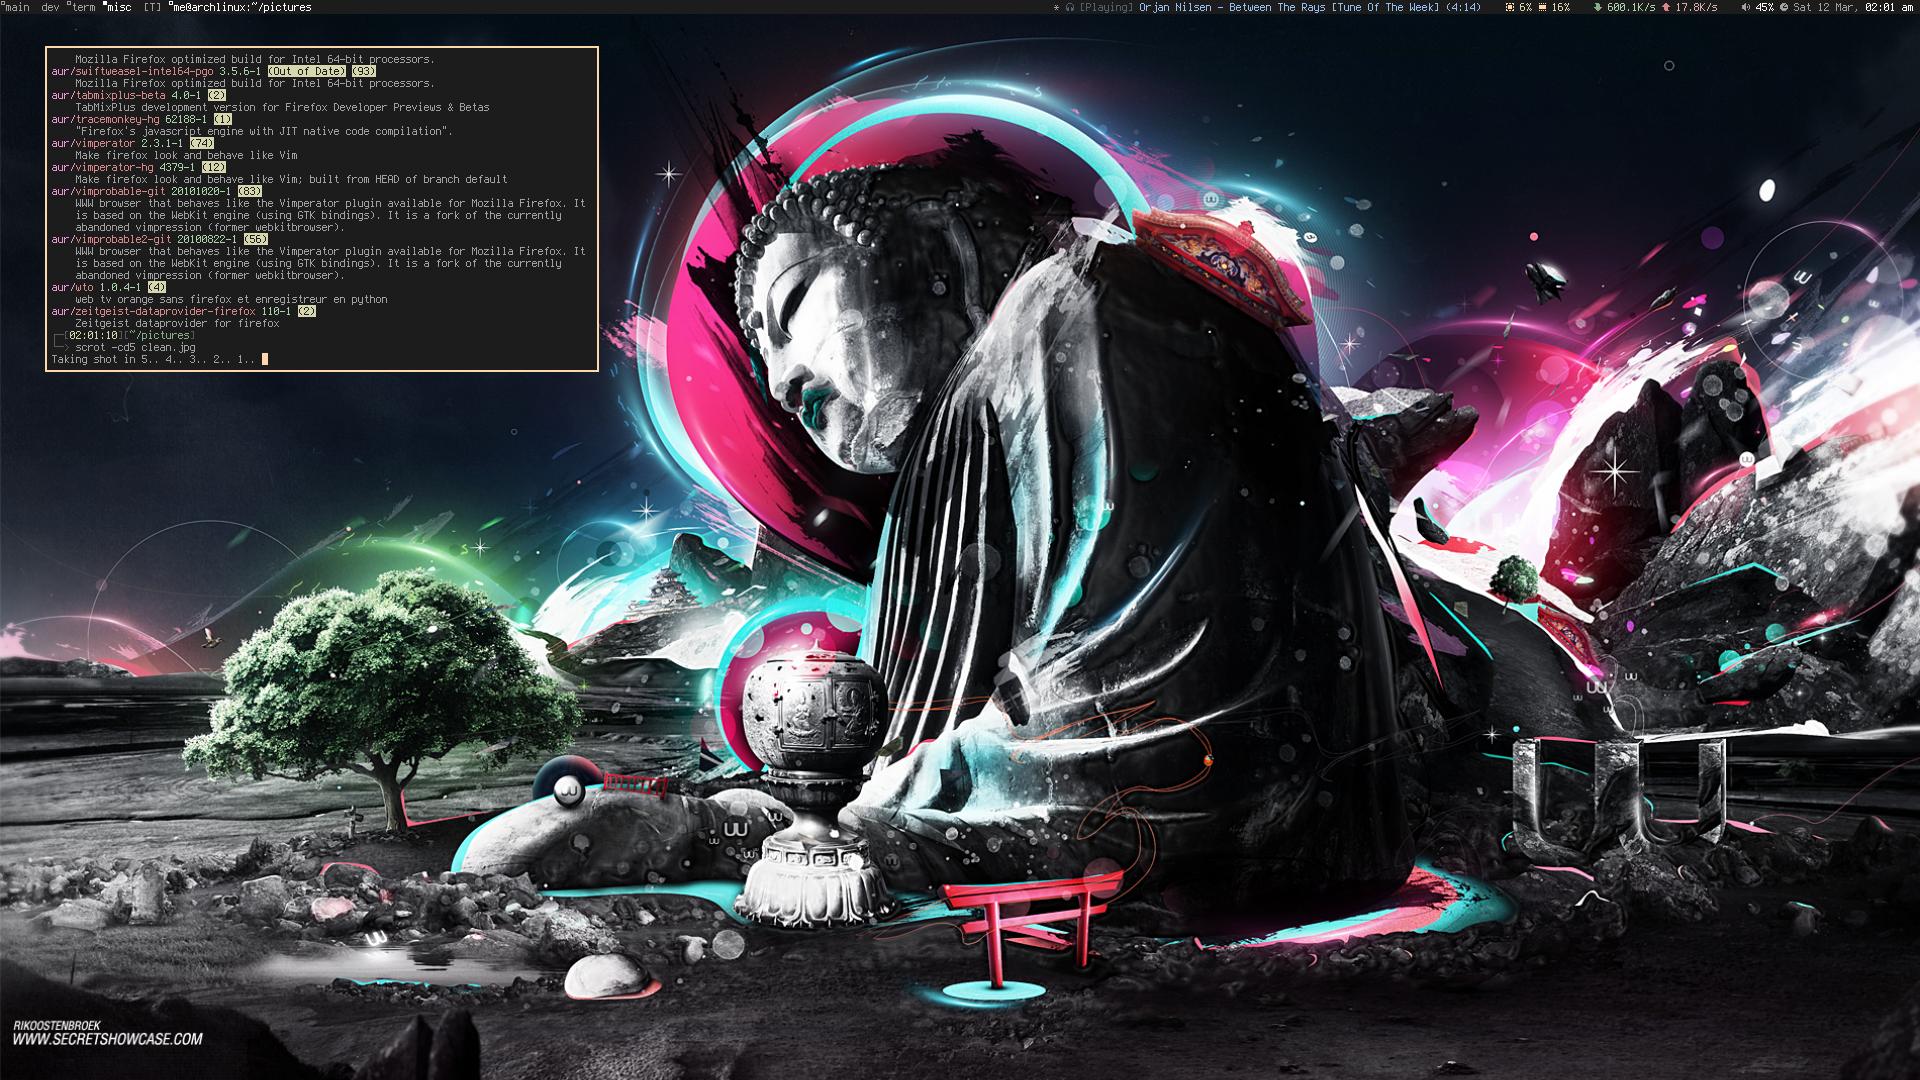 main dev term misc [T] me@archlinux:~/pictures
[Playing] Orjan Nilsen - Between The Rays [Tune Of The Week] (4:14) 6% 16% 600.1K/s 17.8K/s 45% Sat 12 Mar, 02:01 am
Mozilla Firefox optimized build for Intel 64-bit processors.
aur/swiftweasel-intel64-pgo 3.5.6-1 (Out of Date) (93)
Mozilla Firefox optimized build for Intel 64-bit processors.
aur/tabmixplus-beta 4.0-1 (2)
TabMixPlus development version for Firefox Developer Previews & Betas
aur/tracemonkey-hg 62188-1 (1)
"Firefox's javascript engine with JIT native code compilation".
aur/vimperator 2.3.1-1 (74)
Make firefox look and behave like Vim
aur/vimperator-hg 4379-1 (12)
Make firefox look and behave like Vim; built from HEAD of branch default
aur/vimprobable-git 20101020-1 (83)
WWW browser that behaves like the Vimperator plugin available for Mozilla Firefox. It
is based on the WebKit engine (using GTK bindings). It is a fork of the currently
abandoned vimpression (former webkitbrowser).
aur/vimprobable2-git 20100822-1 (56)
WWW browser that behaves like the Vimperator plugin available for Mozilla Firefox. It
is based on the WebKit engine (using GTK bindings). It is a fork of the currently
abandoned vimpression (former webkitbrowser).
aur/wto 1.0.4-1 (4)
web tv orange sans firefox et enregistreur en python
aur/zeitgeist-dataprovider-firefox 110-1 (2)
Zeitgeist dataprovider for firefox
[02:01:10][~/pictures]
scrot -cd5 clean.jpg
Taking shot in 5.. 4.. 3.. 2.. 1..
RIKOOSTENBROEK
WWW.SECRETSHOWCASE.COM